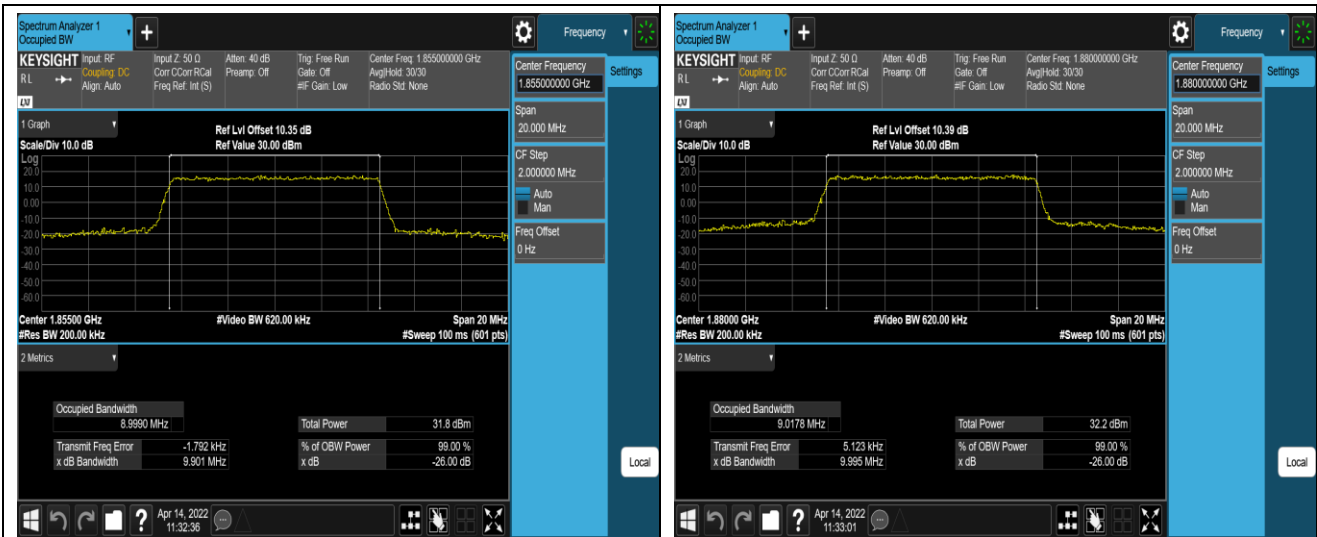 Spectrum Analyzer 1
Occupied BW
+
Frequency
KEYSIGHT
RL
Input: RF
Coupling: DC
Align: Auto
Input Z: 50 Ω
Corr CCorr RCal
Freq Ref: Int (S)
Atten: 40 dB
Preamp: Off
Trig: Free Run
Gate: Off
#IF Gain: Low
Center Freq: 1.855000000 GHz
Avg|Hold: 30/30
Radio Std: None
LXI
Center Frequency
1.855000000 GHz
Settings
Span
20.000 MHz
CF Step
2.000000 MHz
Auto
Man
Freq Offset
0 Hz
Local
1 Graph
Scale/Div 10.0 dB
Ref Lvl Offset 10.35 dB
Ref Value 30.00 dBm
Log
20.0
10.0
0.00
-10.0
-20.0
-30.0
-40.0
-50.0
-60.0
Center 1.85500 GHz
#Video BW 620.00 kHz
Span 20 MHz
#Res BW 200.00 kHz
#Sweep 100 ms (601 pts)
2 Metrics
Occupied Bandwidth
8.9990 MHz
Total Power 31.8 dBm
Transmit Freq Error -1.792 kHz
% of OBW Power 99.00 %
x dB Bandwidth 9.901 MHz
x dB -26.00 dB
?
Apr 14, 2022
11:32:36
Spectrum Analyzer 1
Occupied BW
+
Frequency
KEYSIGHT
RL
Input: RF
Coupling: DC
Align: Auto
Input Z: 50 Ω
Corr CCorr RCal
Freq Ref: Int (S)
Atten: 40 dB
Preamp: Off
Trig: Free Run
Gate: Off
#IF Gain: Low
Center Freq: 1.880000000 GHz
Avg|Hold: 30/30
Radio Std: None
LXI
Center Frequency
1.880000000 GHz
Settings
Span
20.000 MHz
CF Step
2.000000 MHz
Auto
Man
Freq Offset
0 Hz
Local
1 Graph
Scale/Div 10.0 dB
Ref Lvl Offset 10.39 dB
Ref Value 30.00 dBm
Log
20.0
10.0
0.00
-10.0
-20.0
-30.0
-40.0
-50.0
-60.0
Center 1.88000 GHz
#Video BW 620.00 kHz
Span 20 MHz
#Res BW 200.00 kHz
#Sweep 100 ms (601 pts)
2 Metrics
Occupied Bandwidth
9.0178 MHz
Total Power 32.2 dBm
Transmit Freq Error 5.123 kHz
% of OBW Power 99.00 %
x dB Bandwidth 9.995 MHz
x dB -26.00 dB
?
Apr 14, 2022
11:33:01